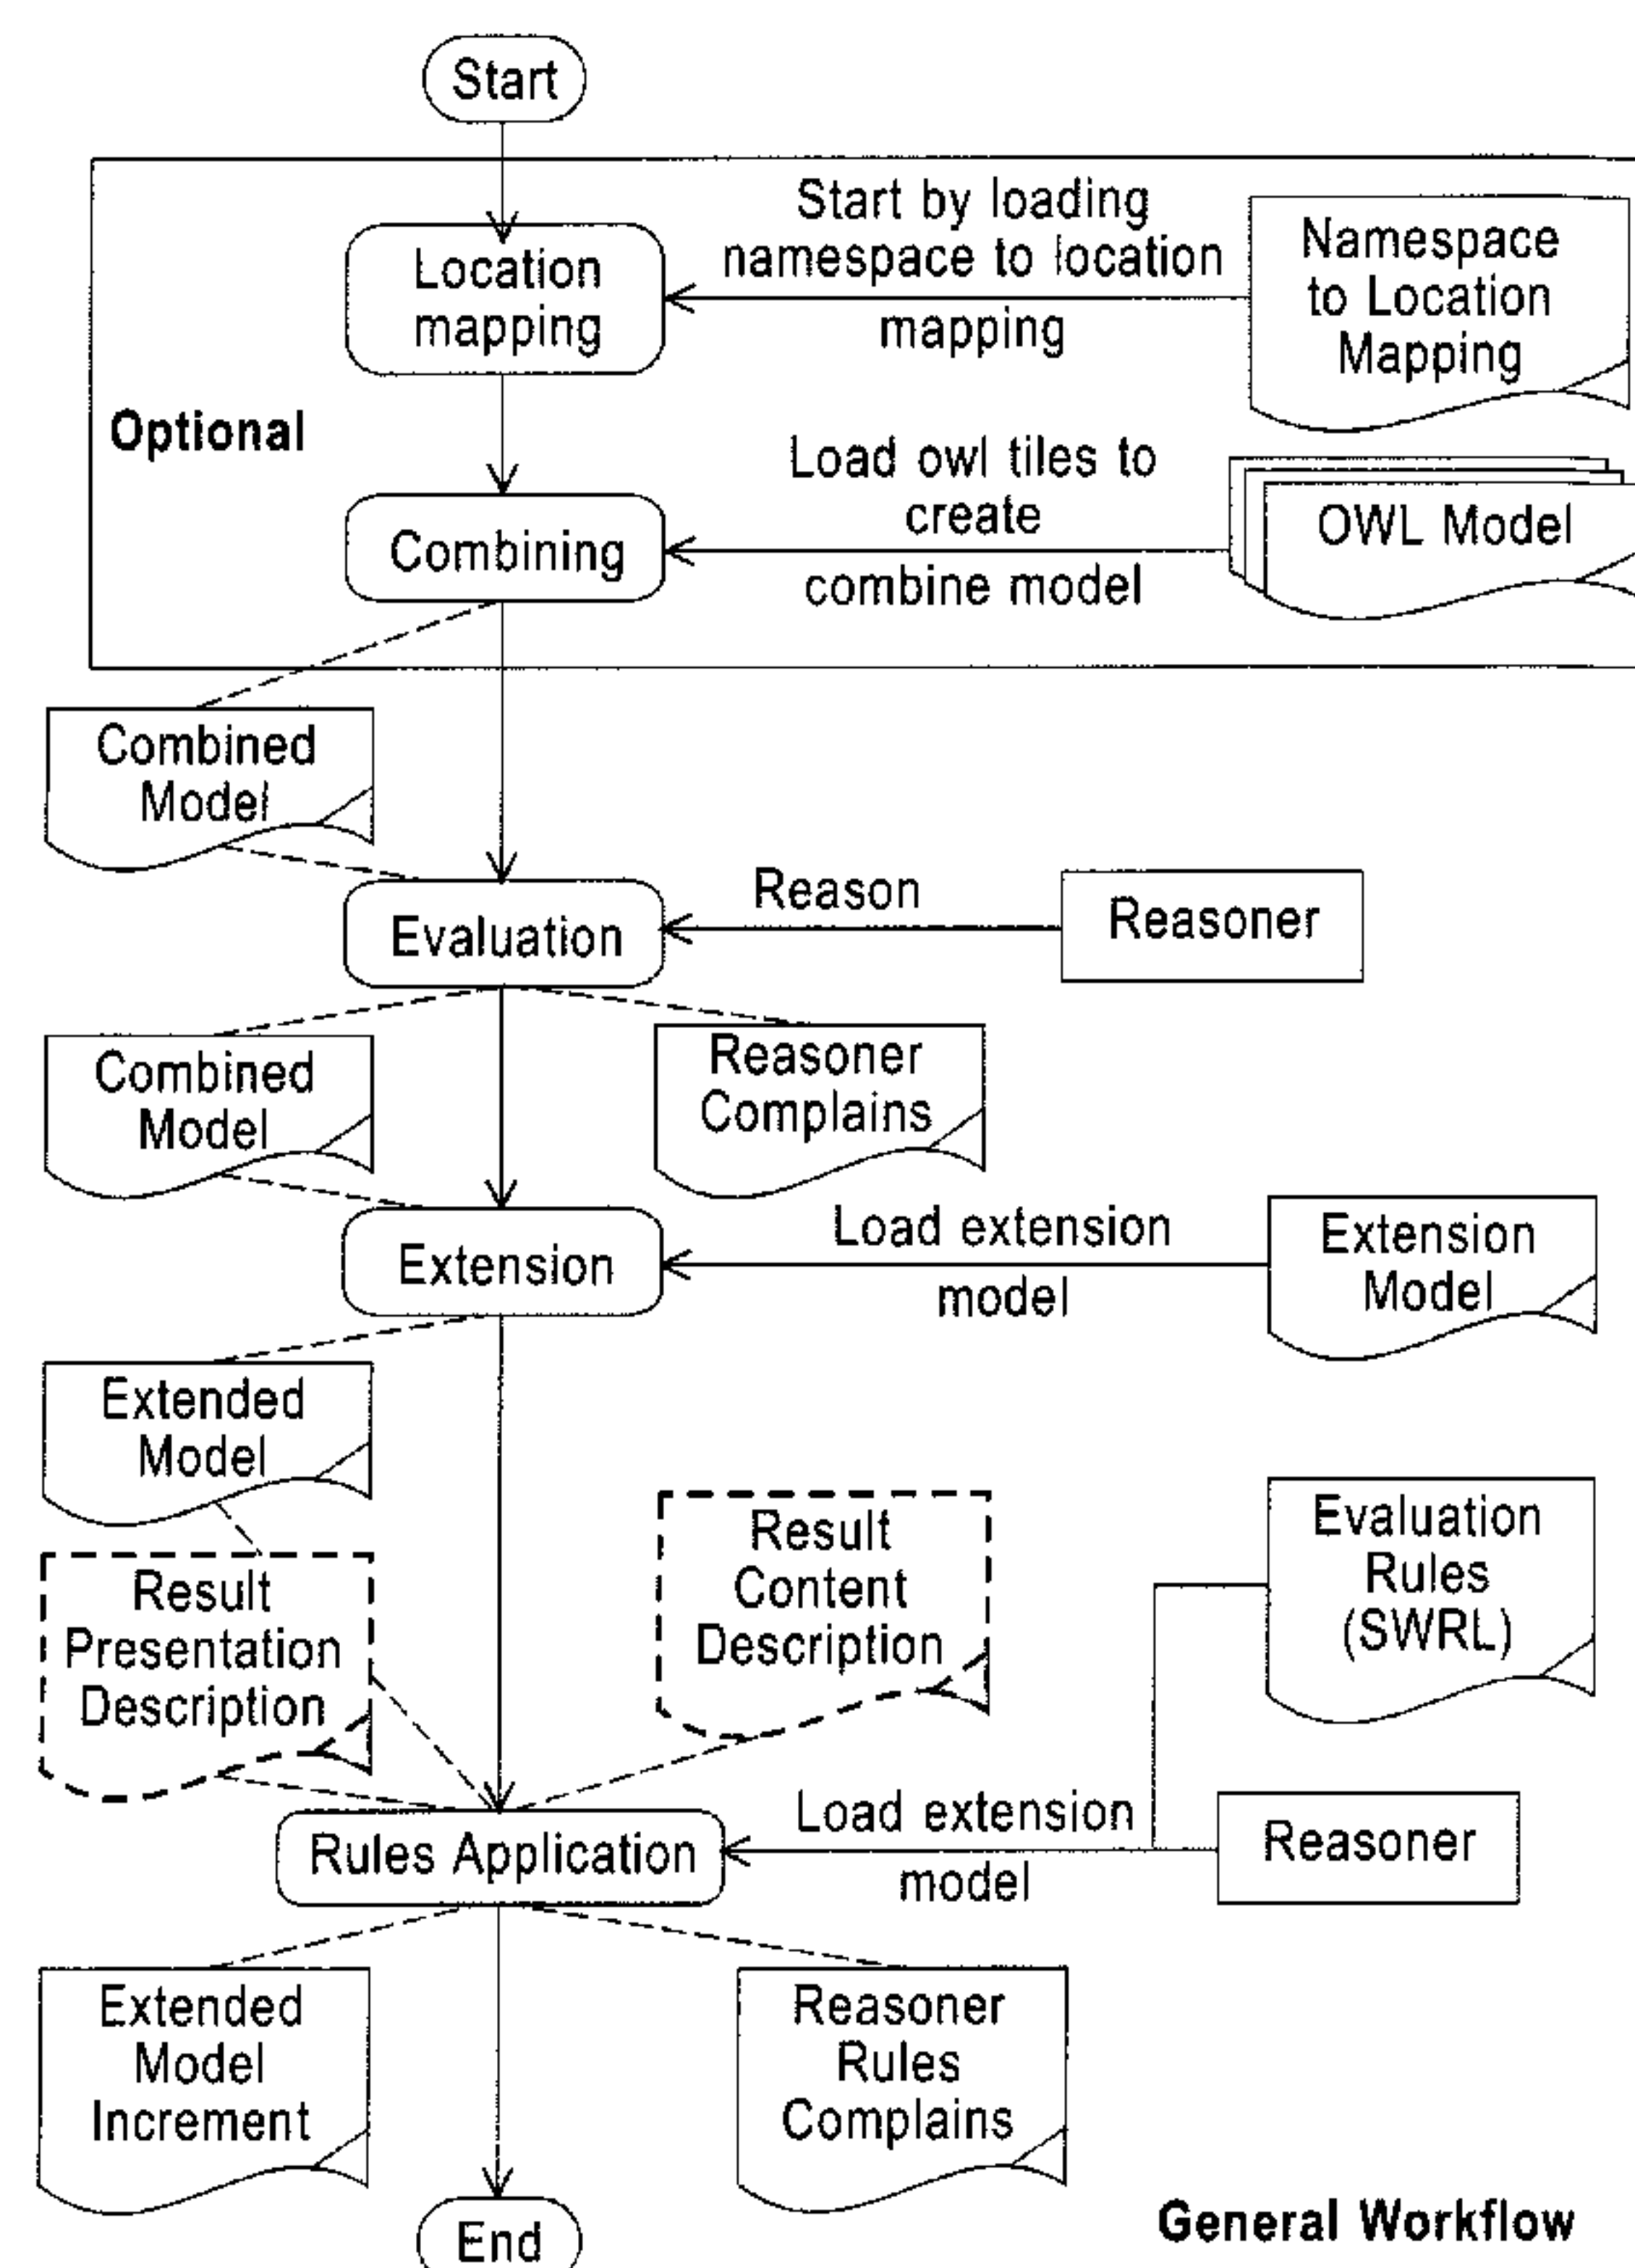 Start
Start by loading
namespace to location
mapping
Namespace
to Location
Mapping
Location
mapping
Optional
Load owl tiles to
create
combine model
OWL Model
Combining
Combined
Model
Evaluation
Reason
Reasoner
Combined
Model
Reasoner
Complains
Extension
Load extension
model
Extension
Model
Extended
Model
Result
Presentation
Description
Result
Content
Description
Evaluation
Rules
(SWRL)
Rules Application
Load extension
model
Reasoner
Extended
Model
Increment
Reasoner
Rules
Complains
End
General Workflow